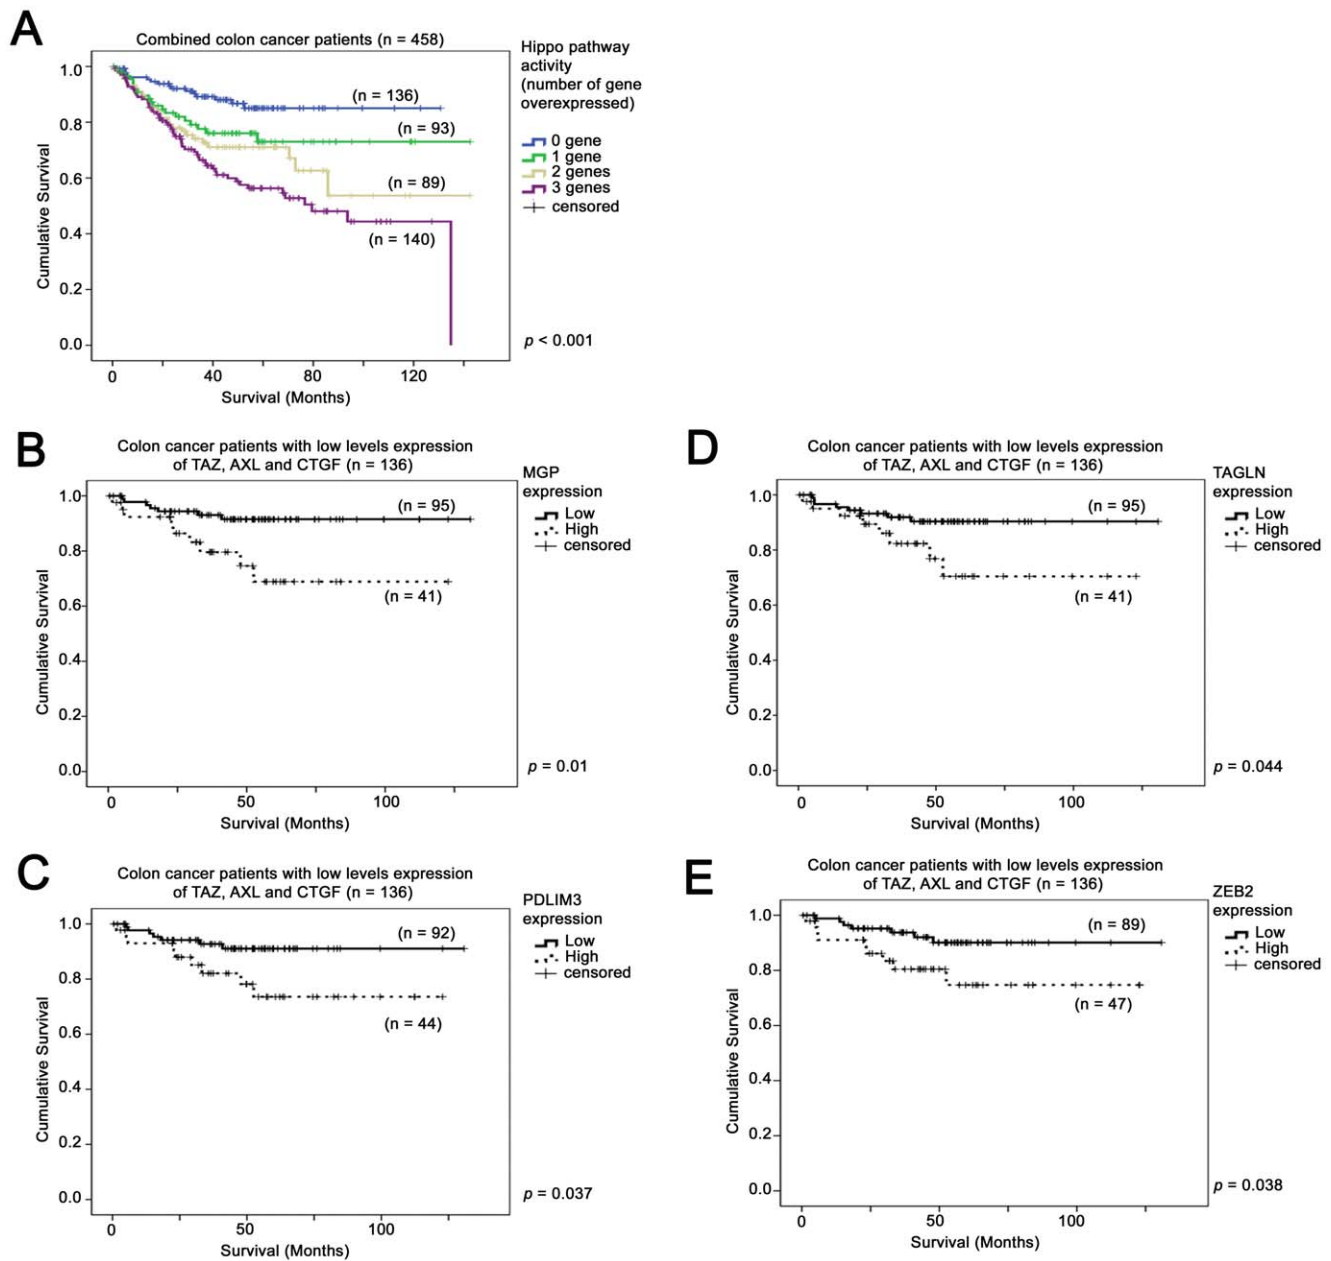 A
Combined colon cancer patients (n = 458)
Hippo pathway
activity
(number of gene
overexpressed)
0 gene
1 gene
2 genes
3 genes
censored
(n = 136)
(n = 93)
(n = 89)
(n = 140)
1.0
0.8
0.6
0.4
0.2
0.0
Cumulative Survival
0 40 80 120
Survival (Months)
p < 0.001
B
Colon cancer patients with low levels expression
of TAZ, AXL and CTGF (n = 136)
MGP
expression
Low
High
censored
(n = 95)
(n = 41)
1.0
0.8
0.6
0.4
0.2
0.0
Cumulative Survival
0 50 100
Survival (Months)
p = 0.01
D
Colon cancer patients with low levels expression
of TAZ, AXL and CTGF (n = 136)
TAGLN
expression
Low
High
censored
(n = 95)
(n = 41)
1.0
0.8
0.6
0.4
0.2
0.0
Cumulative Survival
0 50 100
Survival (Months)
p = 0.044
C
Colon cancer patients with low levels expression
of TAZ, AXL and CTGF (n = 136)
PDLIM3
expression
Low
High
censored
(n = 92)
(n = 44)
1.0
0.8
0.6
0.4
0.2
0.0
Cumulative Survival
0 50 100
Survival (Months)
p = 0.037
E
Colon cancer patients with low levels expression
of TAZ, AXL and CTGF (n = 136)
ZEB2
expression
Low
High
censored
(n = 89)
(n = 47)
1.0
0.8
0.6
0.4
0.2
0.0
Cumulative Survival
0 50 100
Survival (Months)
p = 0.038